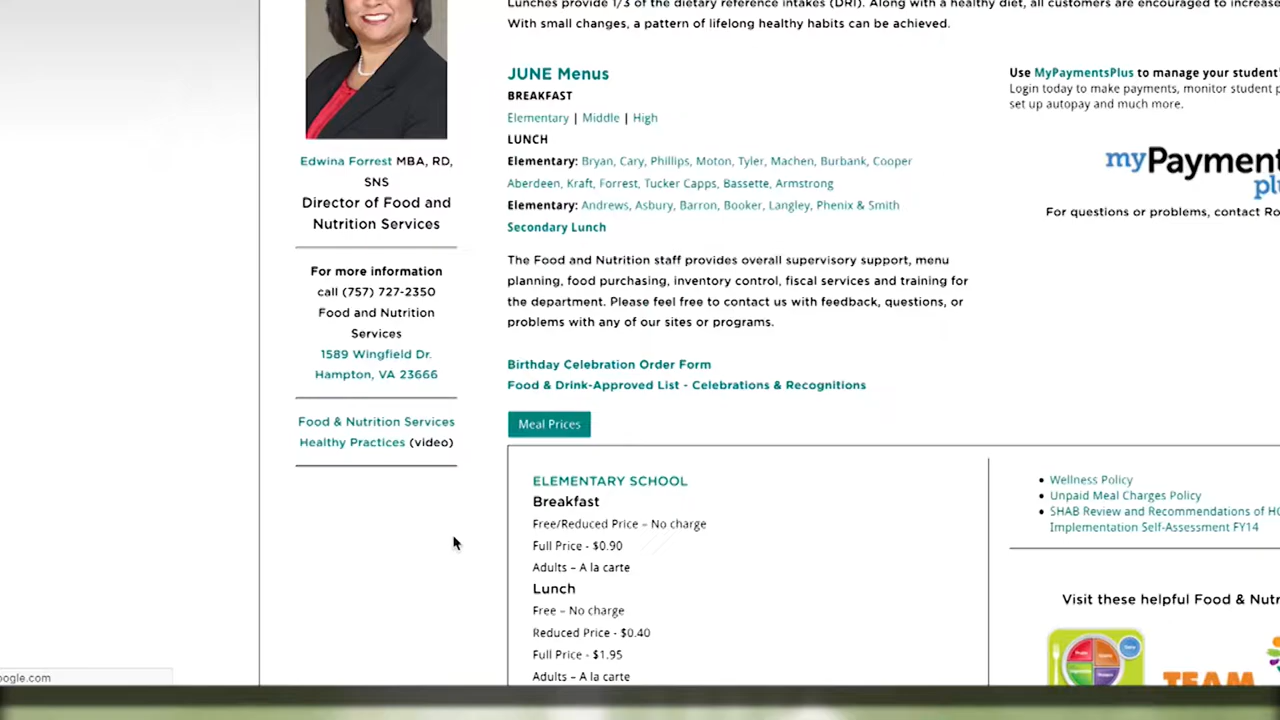 Lunches provide 1/3 of the dietary reference intakes (DRI). Along with a healthy diet, all customers are encouraged to increase
With small changes, a pattern of lifelong healthy habits can be achieved.
Edwina Forrest MBA, RD,
SNS
Director of Food and
Nutrition Services
For more information
call (757) 727-2350
Food and Nutrition
Services
1589 Wingfield Dr.
Hampton, VA 23666
Food & Nutrition Services
Healthy Practices (video)
JUNE Menus
BREAKFAST
Elementary | Middle | High
LUNCH
Elementary: Bryan, Cary, Phillips, Moton, Tyler, Machen, Burbank, Cooper
Aberdeen, Kraft, Forrest, Tucker Capps, Bassette, Armstrong
Elementary: Andrews, Asbury, Barron, Booker, Langley, Phenix & Smith
Secondary Lunch
The Food and Nutrition staff provides overall supervisory support, menu
planning, food purchasing, inventory control, fiscal services and training for
the department. Please feel free to contact us with feedback, questions, or
problems with any of our sites or programs.
Birthday Celebration Order Form
Food & Drink-Approved List - Celebrations & Recognitions
Meal Prices
ELEMENTARY SCHOOL
Breakfast
Free/Reduced Price – No charge
Full Price - $0.90
Adults – A la carte
Lunch
Free – No charge
Reduced Price - $0.40
Full Price - $1.95
Adults – A la carte
Use MyPaymentsPlus to manage your student'
Login today to make payments, monitor student p
set up autopay and much more.
myPayment
pl
For questions or problems, contact Ro
Wellness Policy
Unpaid Meal Charges Policy
SHAB Review and Recommendations of HC
Implementation Self-Assessment FY14
Visit these helpful Food & Nutr
TEAM
oogle.com